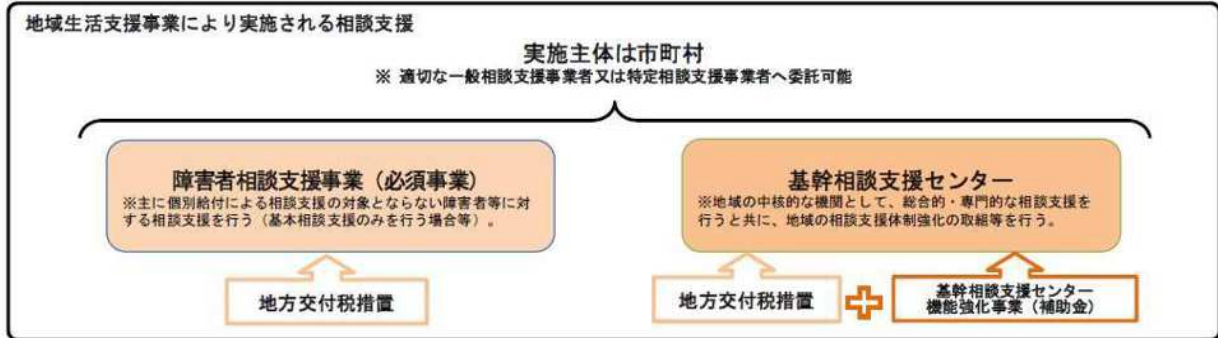 地域生活支援事業により実施される相談支援
実施主体は市町村
※ 適切な一般相談支援事業者又は特定相談支援事業者へ委託可能
障害者相談支援事業（必須事業）
※主に個別給付による相談支援の対象とならない障害者等に対
する相談支援を行う（基本相談支援のみを行う場合等）。
地方交付税措置
基幹相談支援センター
※地域の中核的な機関として、総合的・専門的な相談支援を
行うと共に、地域の相談支援体制強化の取組等を行う。
地方交付税措置
基幹相談支援センター
機能強化事業（補助金）